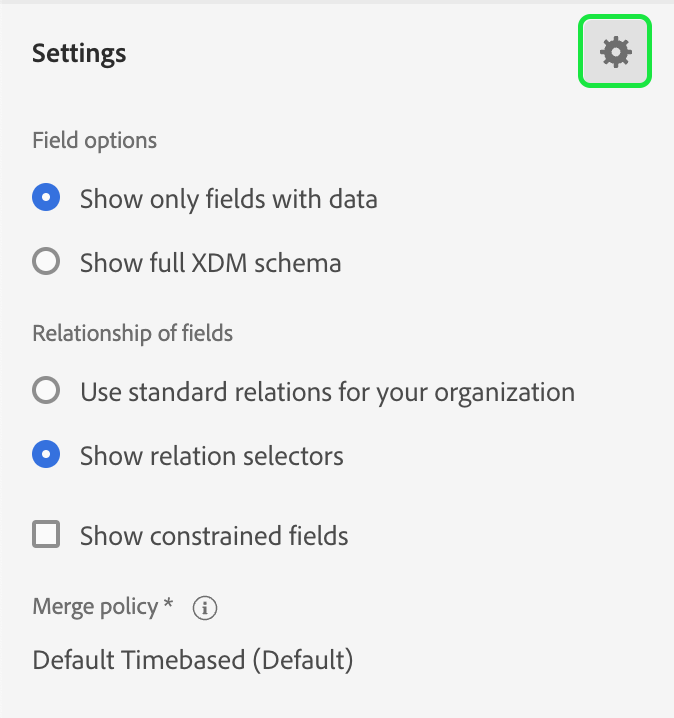 Settings
Field options
Show only fields with data
Show full XDM schema
Relationship of fields
Use standard relations for your organization
Show relation selectors
Show constrained fields
Merge policy *
Default Timebased (Default)